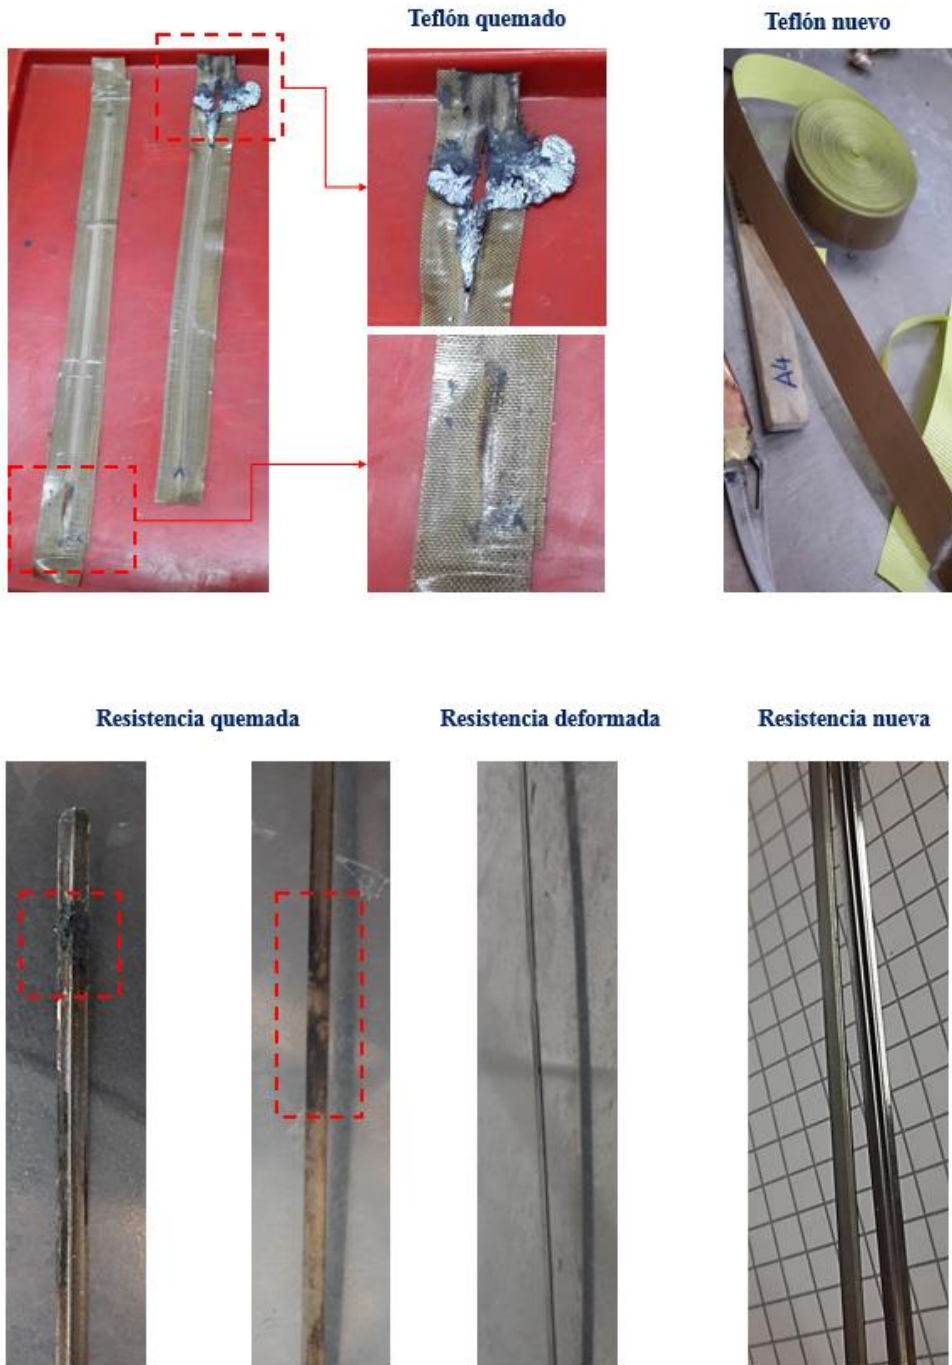 Teflón quemado
Teflón nuevo
A4
Resistencia quemada
Resistencia deformada
Resistencia nueva